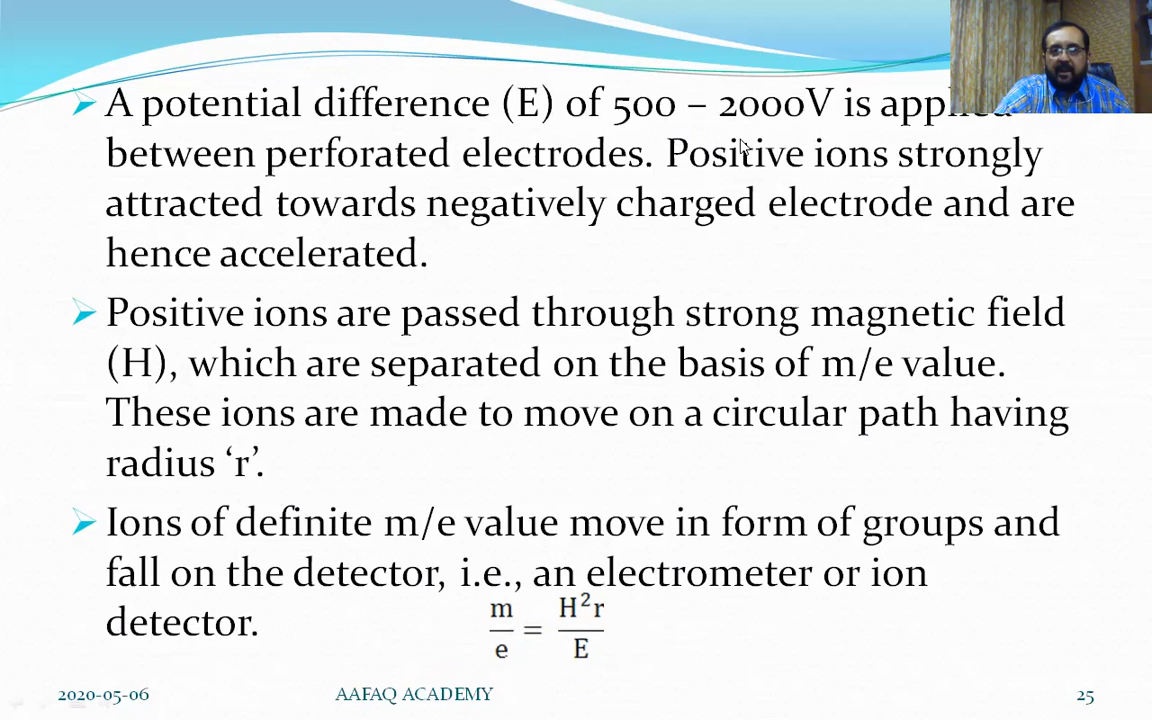 A potential difference (E) of 500 – 2000V is applied
between perforated electrodes. Positive ions strongly
attracted towards negatively charged electrode and are
hence accelerated.
Positive ions are passed through strong magnetic field
(H), which are separated on the basis of m/e value.
These ions are made to move on a circular path having
radius ‘r’.
Ions of definite m/e value move in form of groups and
fall on the detector, i.e., an electrometer or ion
detector.
m/e = H²r/E
2020-05-06 AAFAQ ACADEMY 25